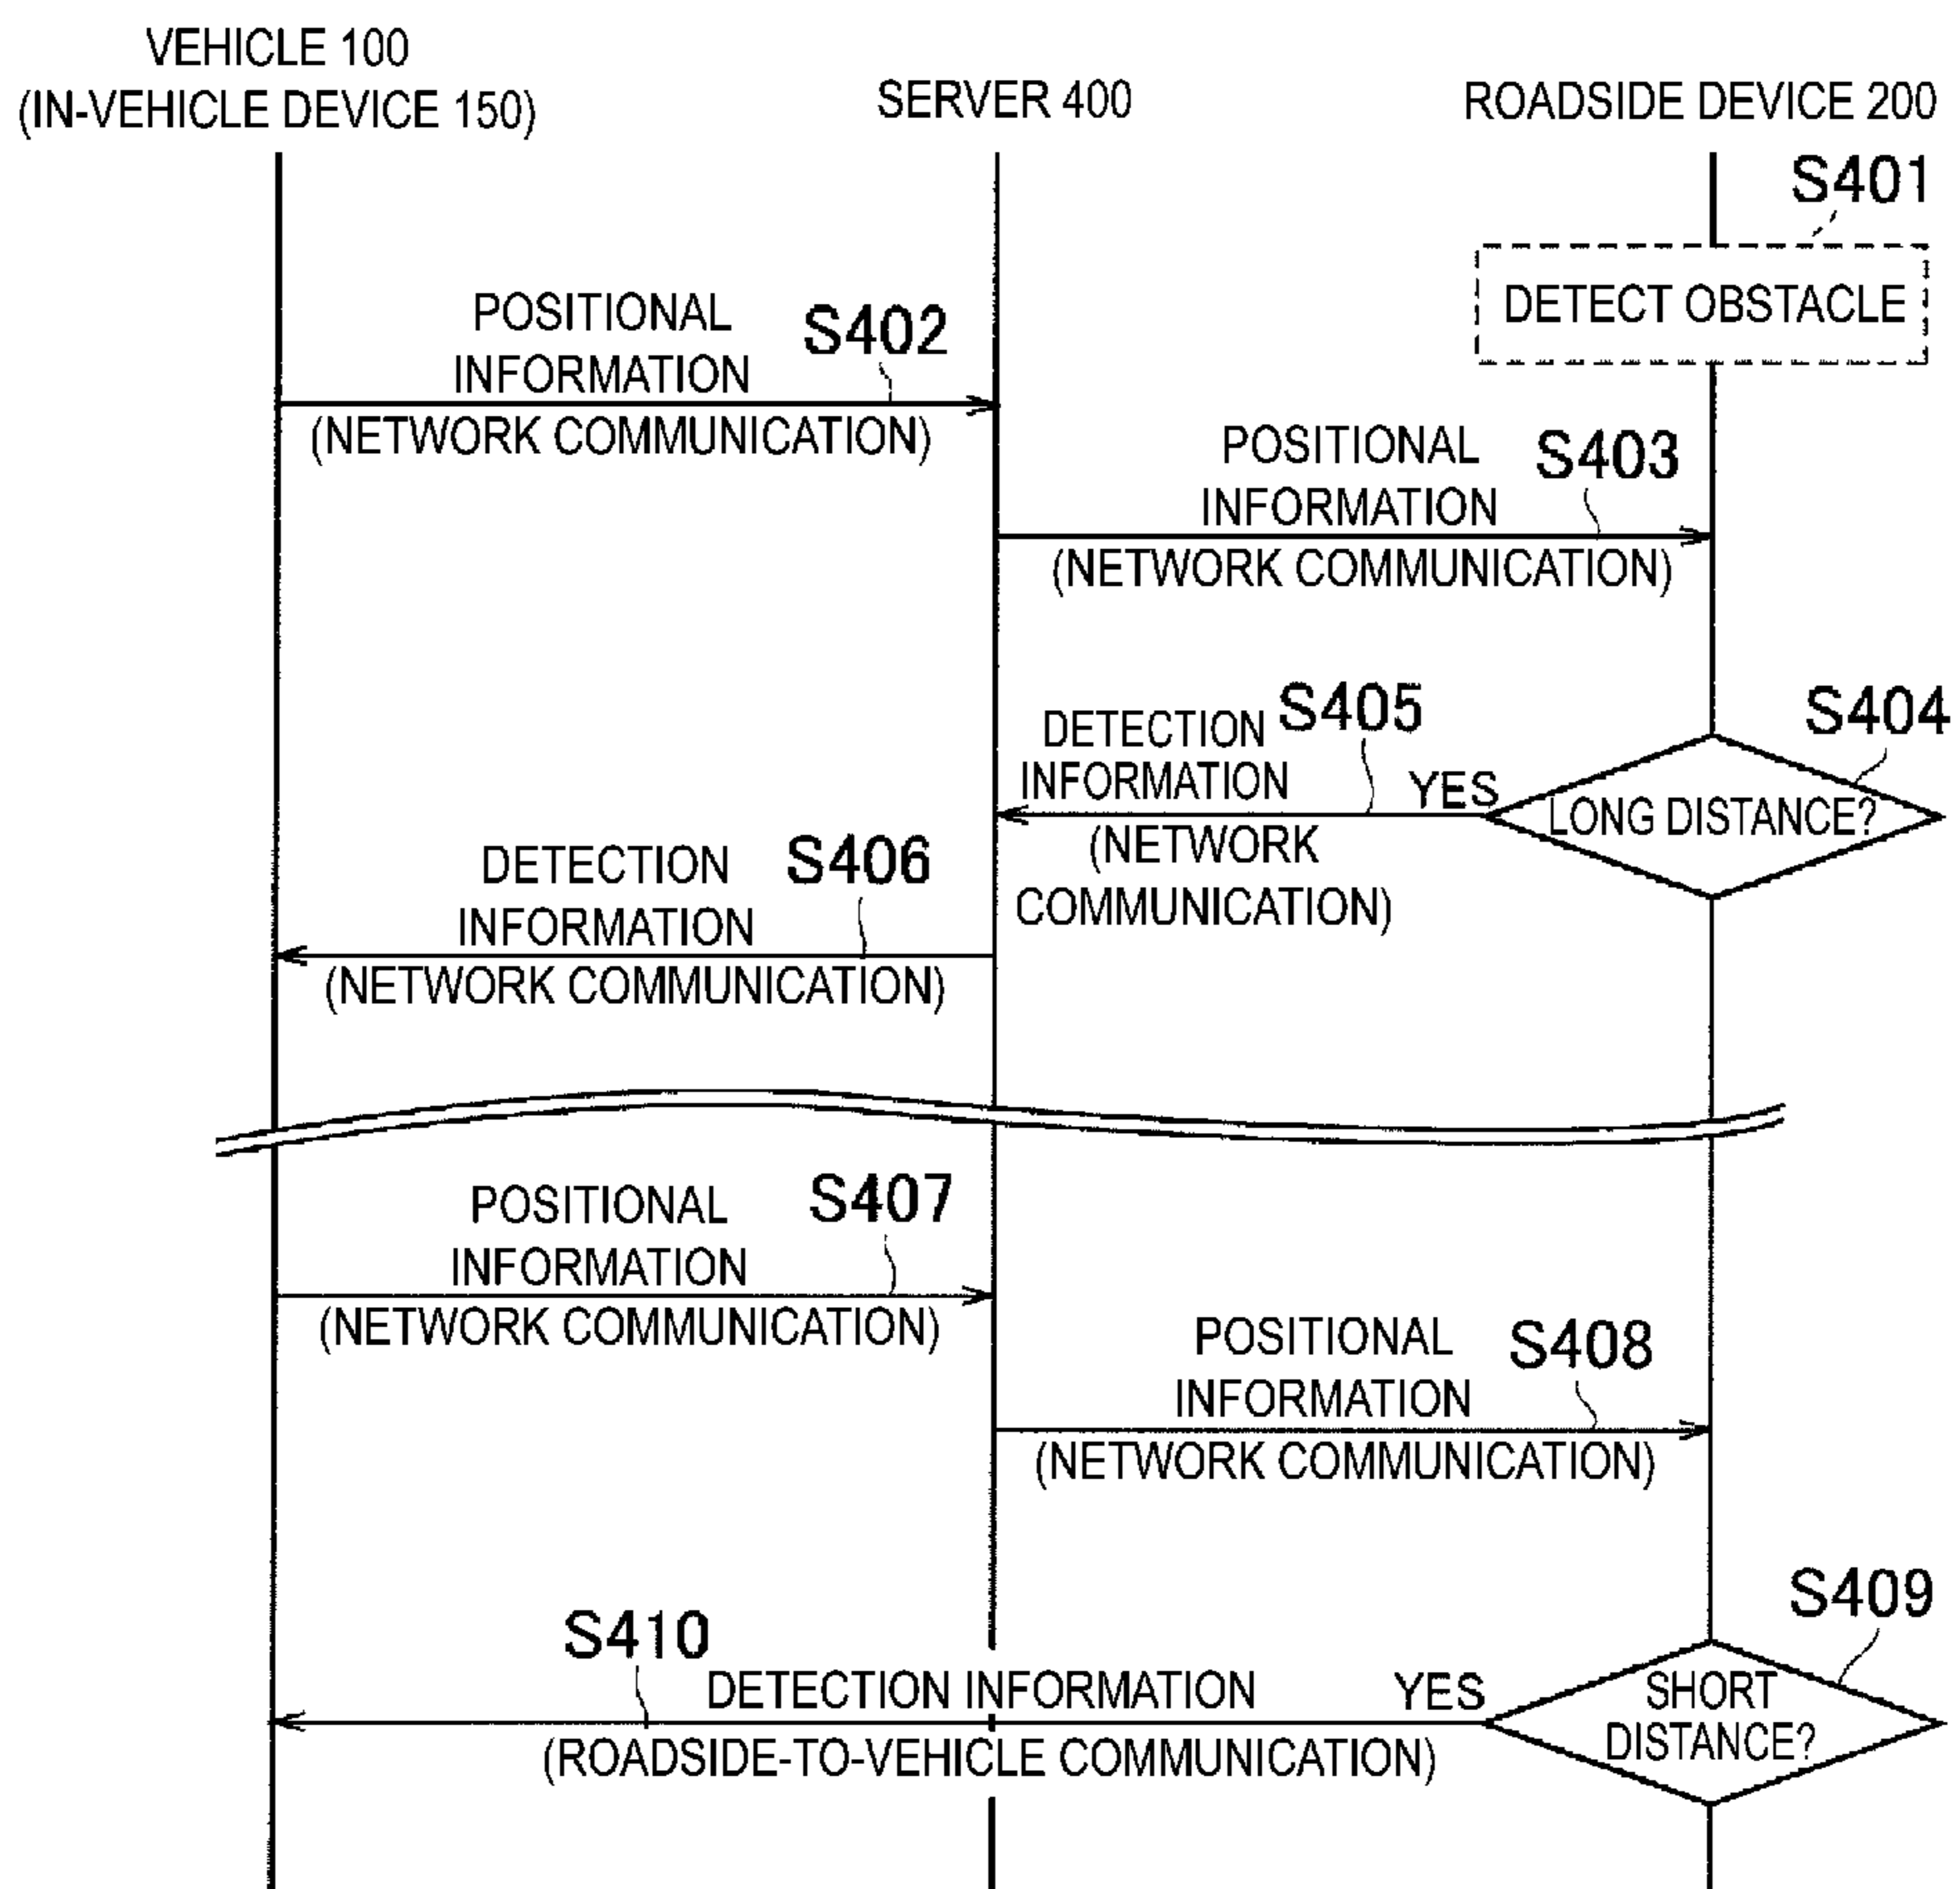 VEHICLE 100
(IN-VEHICLE DEVICE 150)
SERVER 400
ROADSIDE DEVICE 200
S401
DETECT OBSTACLE
POSITIONAL
INFORMATION
S402
(NETWORK COMMUNICATION)
POSITIONAL
INFORMATION
S403
(NETWORK COMMUNICATION)
S404
LONG DISTANCE?
YES
DETECTION
INFORMATION
S405
(NETWORK
COMMUNICATION)
DETECTION
INFORMATION
S406
(NETWORK COMMUNICATION)
POSITIONAL
INFORMATION
S407
(NETWORK COMMUNICATION)
POSITIONAL
INFORMATION
S408
(NETWORK COMMUNICATION)
S409
SHORT
DISTANCE?
YES
S410
DETECTION INFORMATION
(ROADSIDE-TO-VEHICLE COMMUNICATION)